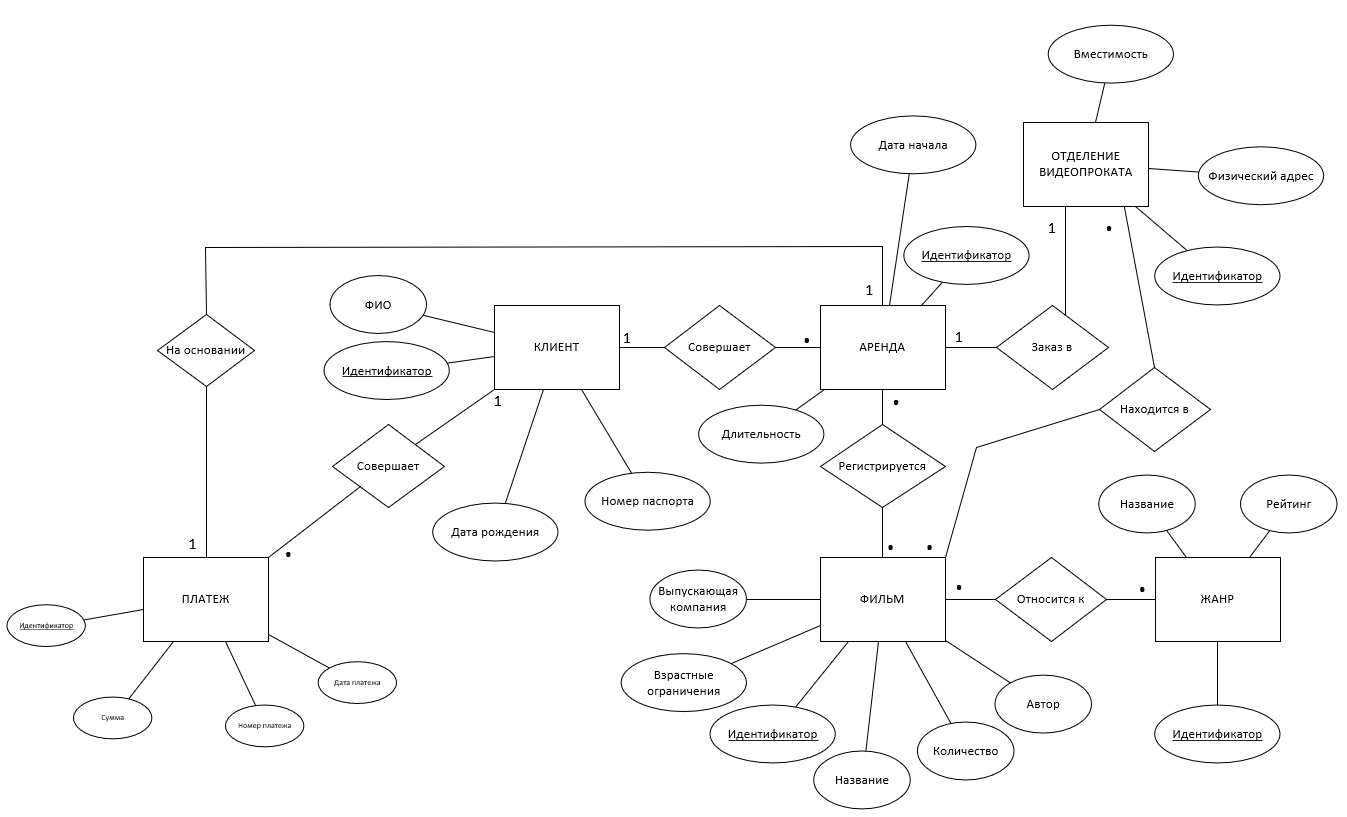 Вместимость
Дата начала
ОТДЕЛЕНИЕ
ВИДЕОПРОКАТА
Физический адрес
1
•
Идентификатор
Идентификатор
1
ФИО
На основании
Идентификатор
КЛИЕНТ
1
Совершает
•
АРЕНДА
1
Заказ в
1
•
Находится в
Совершает
Длительность
Регистрируется
Номер паспорта
Дата рождения
Название
Рейтинг
1
•
•
•
ПЛАТЕЖ
Выпускающая
компания
ФИЛЬМ
•
Относится к
•
ЖАНР
Идентификатор
Сумма
Номер платежа
Дата платежа
Взрастные
ограничения
Идентификатор
Название
Количество
Автор
Идентификатор